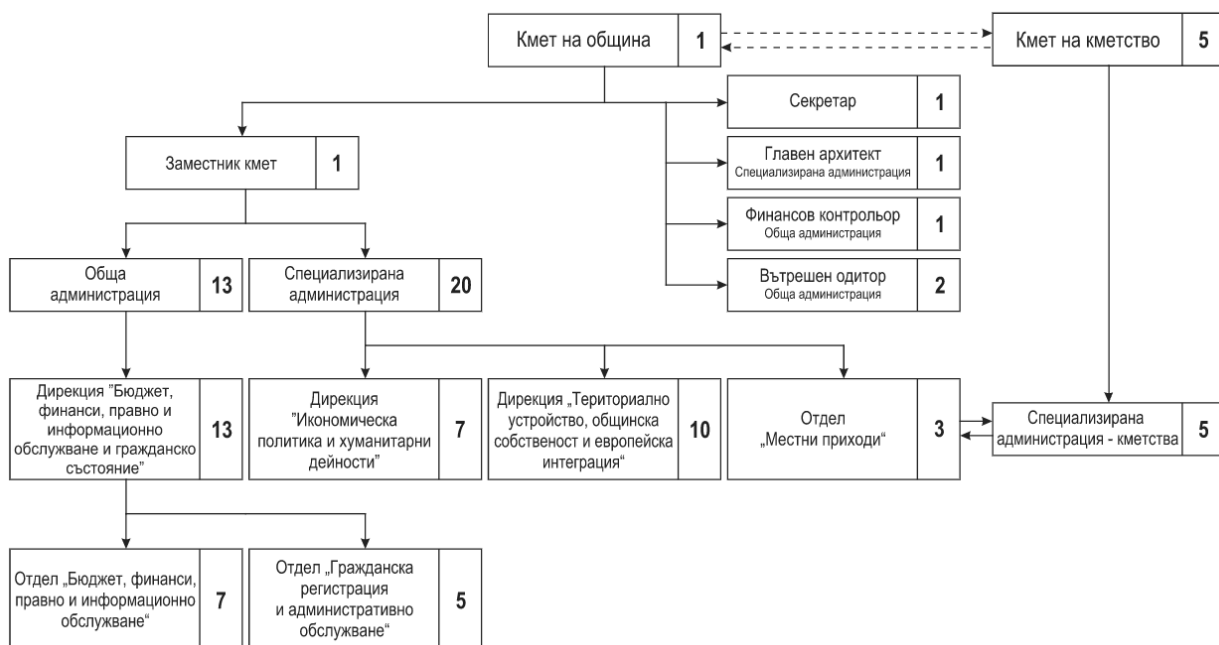 Кмет на община 1
Кмет на кметство 5
Секретар 1
Заместник кмет 1
Главен архитект
Специализирана администрация
1
Финансов контрольор
Обща администрация
1
Вътрешен одитор
Обща администрация
2
Обща
администрация
13
Специализирана
администрация
20
Дирекция "Бюджет,
финанси, правно и
информационно
обслужване и гражданско
състояние”
13
Дирекция
"Икономическа
политика и хуманитарни
дейности”
7
Дирекция „Териториално
устройство, общинска
собственост и европейска
интеграция“
10
Отдел
„Местни приходи“
3
Специализирана
администрация - кметства
5
Отдел „Бюджет, финанси,
правно и информационно
обслужване“
7
Отдел „Гражданска
регистрация
и административно
обслужване“
5